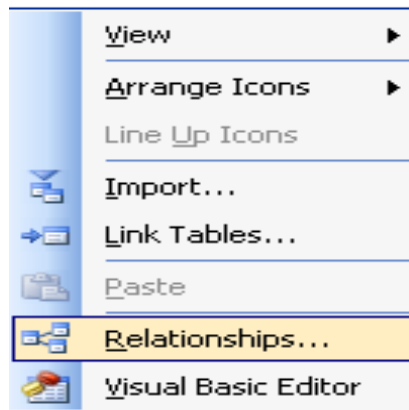 View
Arrange Icons
Line Up Icons
Import...
Link Tables...
Paste
Relationships...
Visual Basic Editor